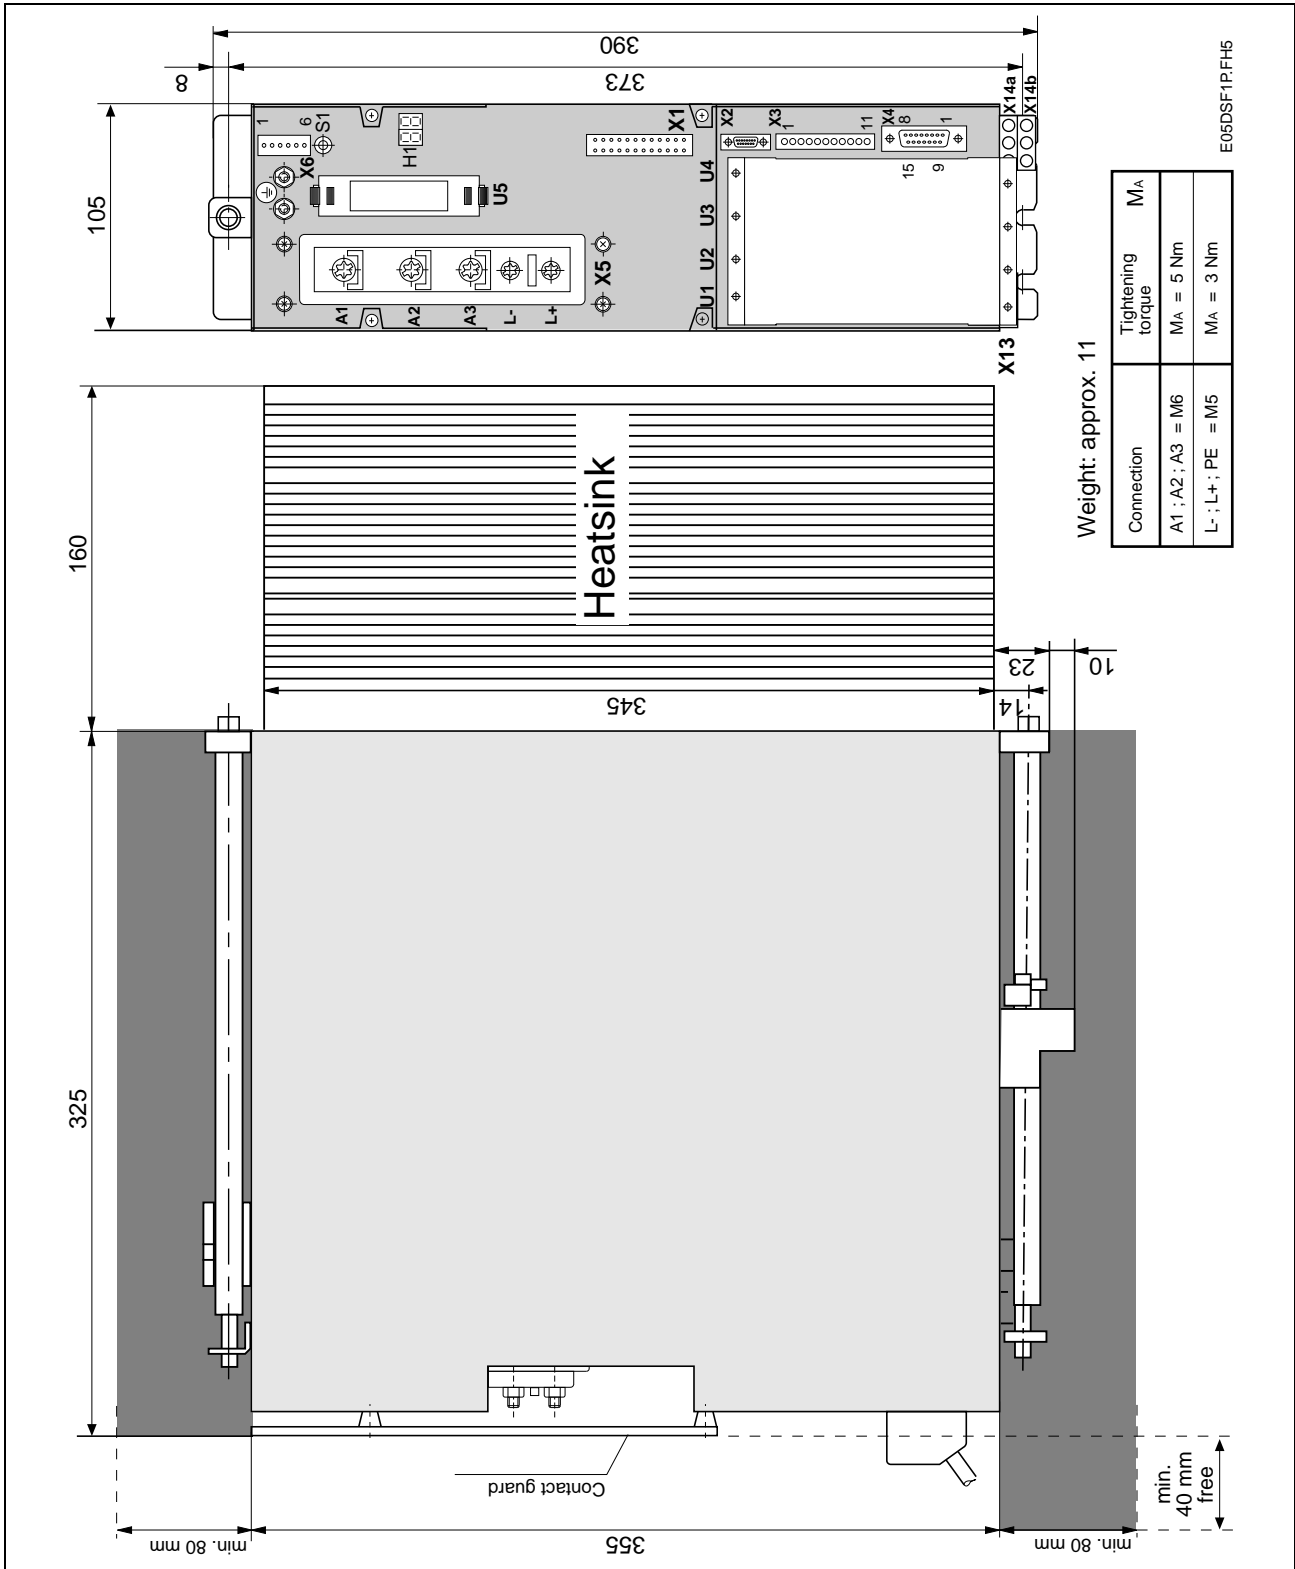 390
8
373
105
1
6
S1
X6
H1
U5
X1
X2
X3
1
11
X4
8
1
15
9
X14a
X14b
U4
U3
U2
U1
X5
A1
A2
A3
L-
L+
X13
E05DSF1P.FH5
160
Heatsink
345
14
23
10
Weight: approx. 11
Connection Tightening torque MA
A1 ; A2 ; A3 = M6 MA = 5 Nm
L- ; L+ ; PE = M5 MA = 3 Nm
325
Contact guard
min. 80 mm
355
min. 80 mm
min.
40 mm
free